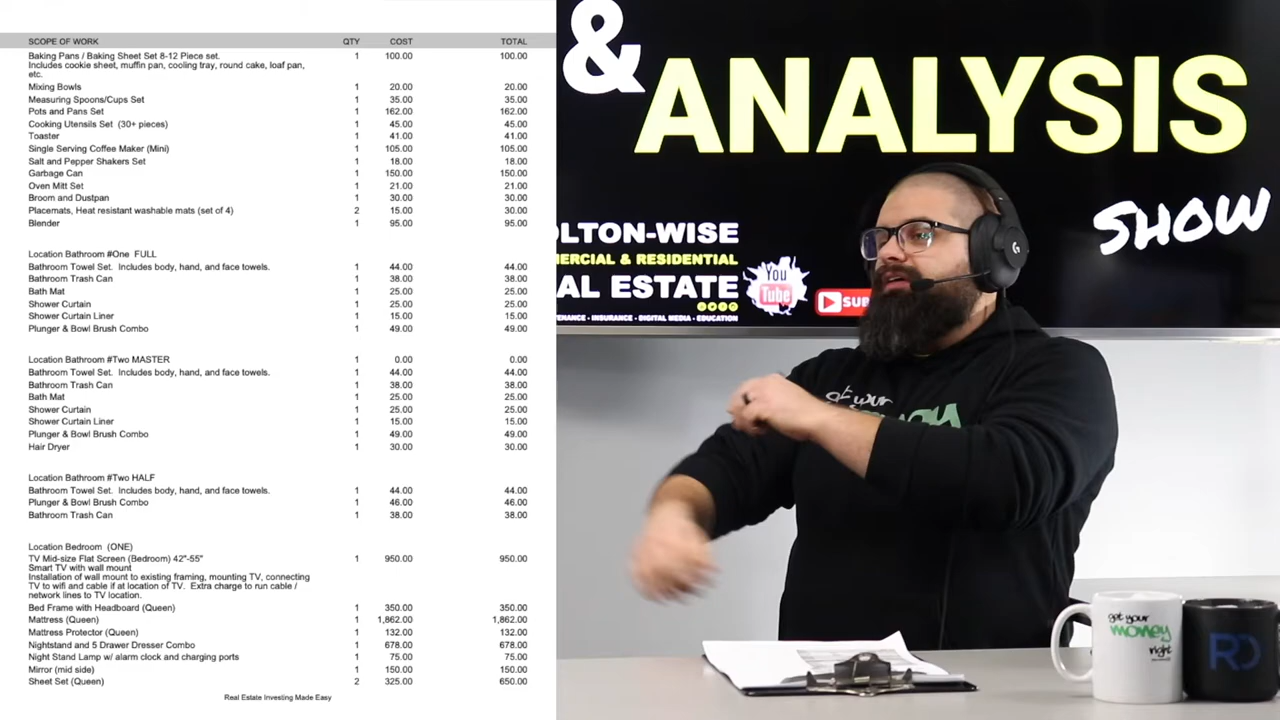 SCOPE OF WORK QTY COST TOTAL
Baking Pans / Baking Sheet Set 8-12 Piece set. 1 100.00 100.00
Includes cookie sheet, muffin pan, cooling tray, round cake, loaf pan,
etc.
Mixing Bowls 1 20.00 20.00
Measuring Spoons/Cups Set 1 35.00 35.00
Pots and Pans Set 1 162.00 162.00
Cooking Utensils Set (30+ pieces) 1 45.00 45.00
Toaster 1 41.00 41.00
Single Serving Coffee Maker (Mini) 1 105.00 105.00
Salt and Pepper Shakers Set 1 18.00 18.00
Garbage Can 1 150.00 150.00
Oven Mitt Set 1 21.00 21.00
Broom and Dustpan 1 30.00 30.00
Placemats, Heat resistant washable mats (set of 4) 2 15.00 30.00
Blender 1 95.00 95.00
Location Bathroom #One FULL
Bathroom Towel Set. Includes body, hand, and face towels. 1 44.00 44.00
Bathroom Trash Can 1 38.00 38.00
Bath Mat 1 25.00 25.00
Shower Curtain 1 25.00 25.00
Shower Curtain Liner 1 15.00 15.00
Plunger & Bowl Brush Combo 1 49.00 49.00
Location Bathroom #Two MASTER 1 0.00 0.00
Bathroom Towel Set. Includes body, hand, and face towels. 1 44.00 44.00
Bathroom Trash Can 1 38.00 38.00
Bath Mat 1 25.00 25.00
Shower Curtain 1 25.00 25.00
Shower Curtain Liner 1 15.00 15.00
Plunger & Bowl Brush Combo 1 49.00 49.00
Hair Dryer 1 30.00 30.00
Location Bathroom #Two HALF
Bathroom Towel Set. Includes body, hand, and face towels. 1 44.00 44.00
Plunger & Bowl Brush Combo 1 46.00 46.00
Bathroom Trash Can 1 38.00 38.00
Location Bedroom (ONE)
TV Mid-size Flat Screen (Bedroom) 42"-55" 1 950.00 950.00
Smart TV with wall mount
Installation of wall mount to existing framing, mounting TV, connecting
TV to wifi and cable if at location of TV. Extra charge to run cable /
network lines to TV location.
Bed Frame with Headboard (Queen) 1 350.00 350.00
Mattress (Queen) 1 1,862.00 1,862.00
Mattress Protector (Queen) 1 132.00 132.00
Nightstand and 5 Drawer Dresser Combo 1 678.00 678.00
Night Stand Lamp w/ alarm clock and charging ports 1 75.00 75.00
Mirror (mid side) 1 150.00 150.00
Sheet Set (Queen) 2 325.00 650.00
Real Estate Investing Made Easy
&
ANALYSIS
SHOW
OLTON-WISE
MERCIAL & RESIDENTIAL
AL ESTATE
TENANCE • INSURANCE • DIGITAL MEDIA • EDUCATION
You
Tube
SUB
got your
money
got your
money
right
RD